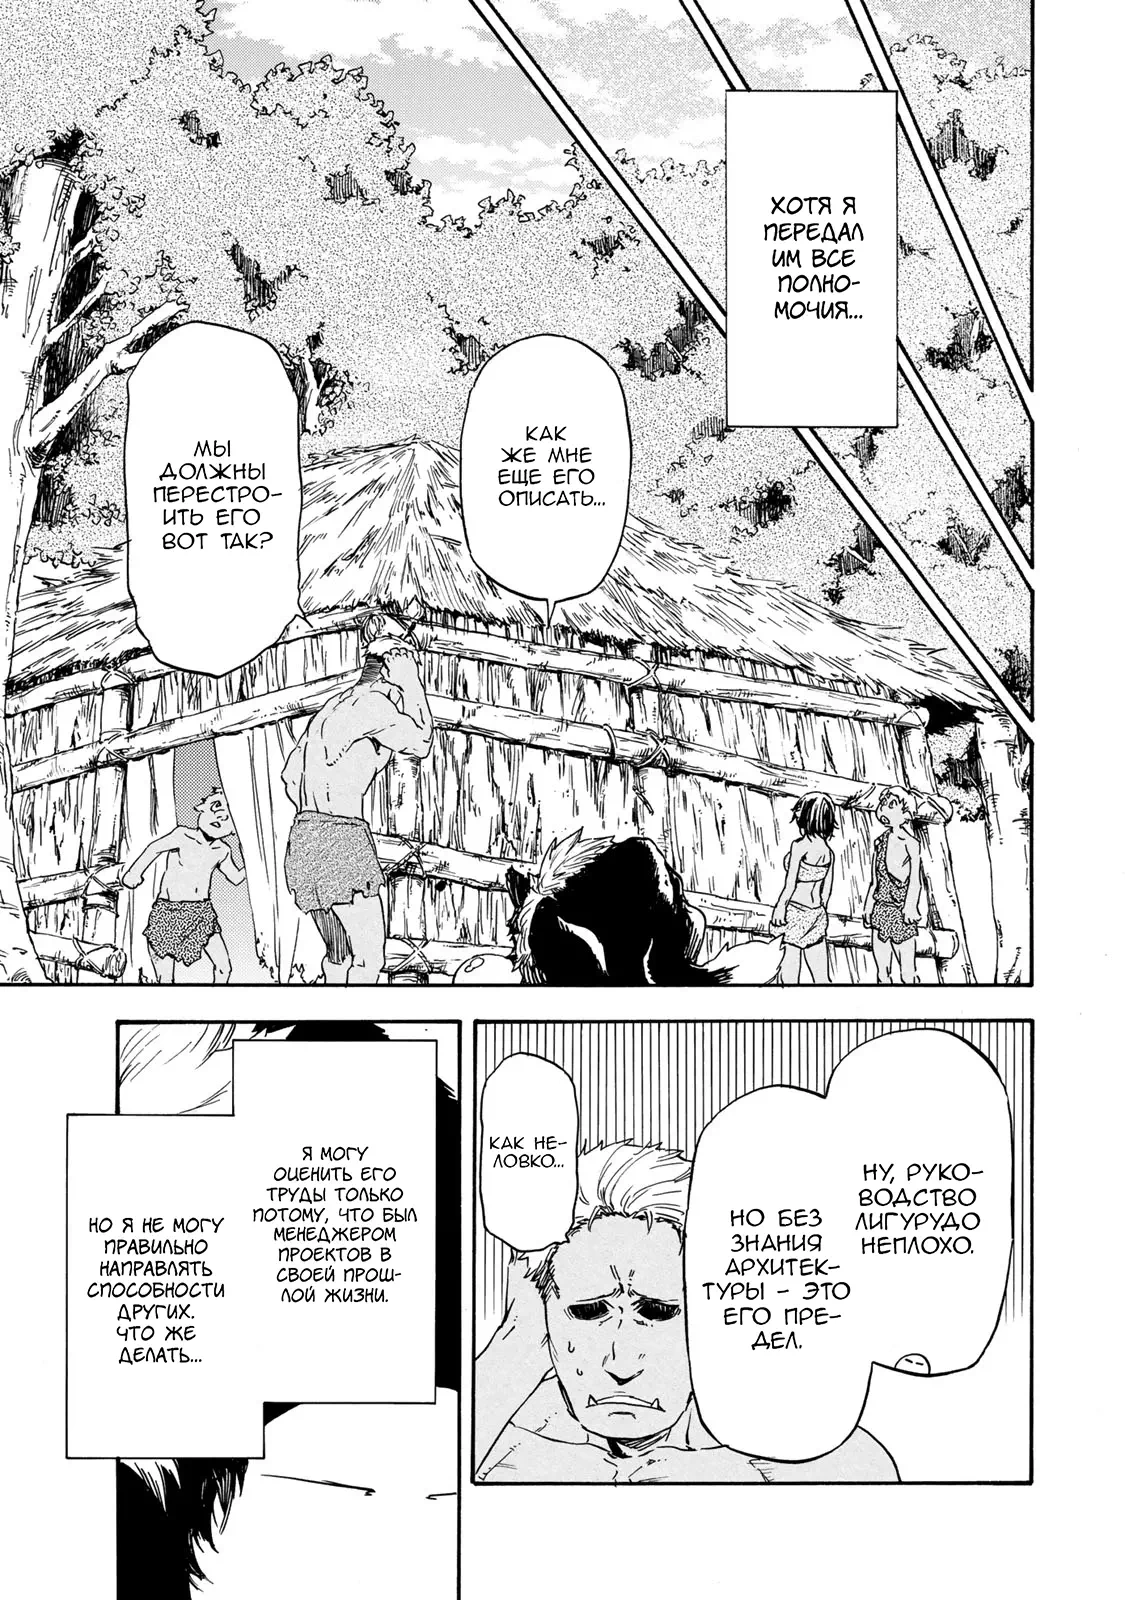 ХОТЯ Я
ПЕРЕДАЛ
ИМ ВСЕ
ПОЛНО-
МОЧИЯ...
КАК
ЖЕ МНЕ
ЕЩЕ ЕГО
ОПИСАТЬ...
МЫ
ДОЛЖНЫ
ПЕРЕСТРО-
ИТЬ ЕГО
ВОТ ТАК?
НУ, РУКО-
ВОДСТВО
ЛИГУРУДО
НЕПЛОХО.
НО БЕЗ
ЗНАНИЯ
АРХИТЕК-
ТУРЫ - ЭТО
ЕГО ПРЕ-
ДЕЛ.
КАК НЕ-
ЛОВКО...
Я МОГУ
ОЦЕНИТЬ ЕГО
ТРУДЫ ТОЛЬКО
ПОТОМУ, ЧТО БЫЛ
МЕНЕДЖЕРОМ
ПРОЕКТОВ В
СВОЕЙ ПРОШ-
ЛОЙ ЖИЗНИ.
НО Я НЕ МОГУ
ПРАВИЛЬНО
НАПРАВЛЯТЬ
СПОСОБНОСТИ
ДРУГИХ.
ЧТО ЖЕ
ДЕЛАТЬ...